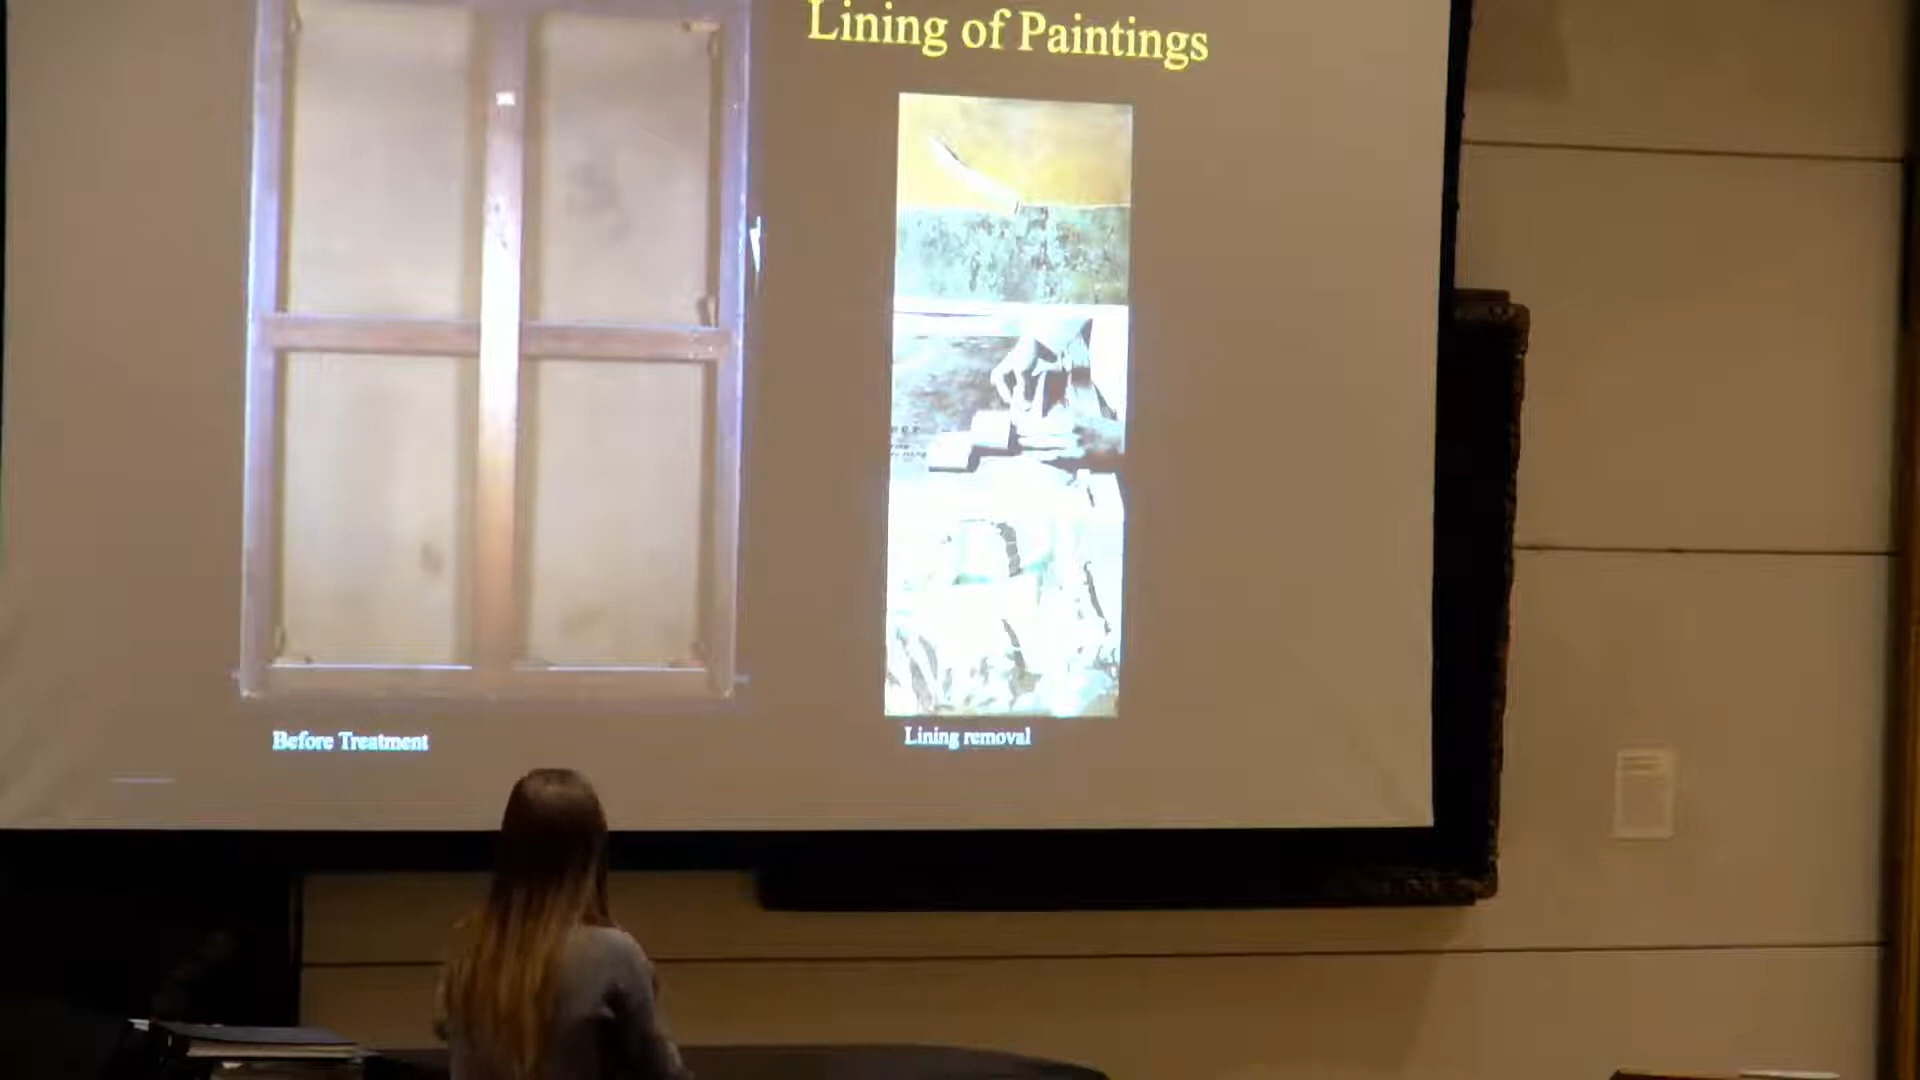 Lining of Paintings
Before Treatment
Lining removal